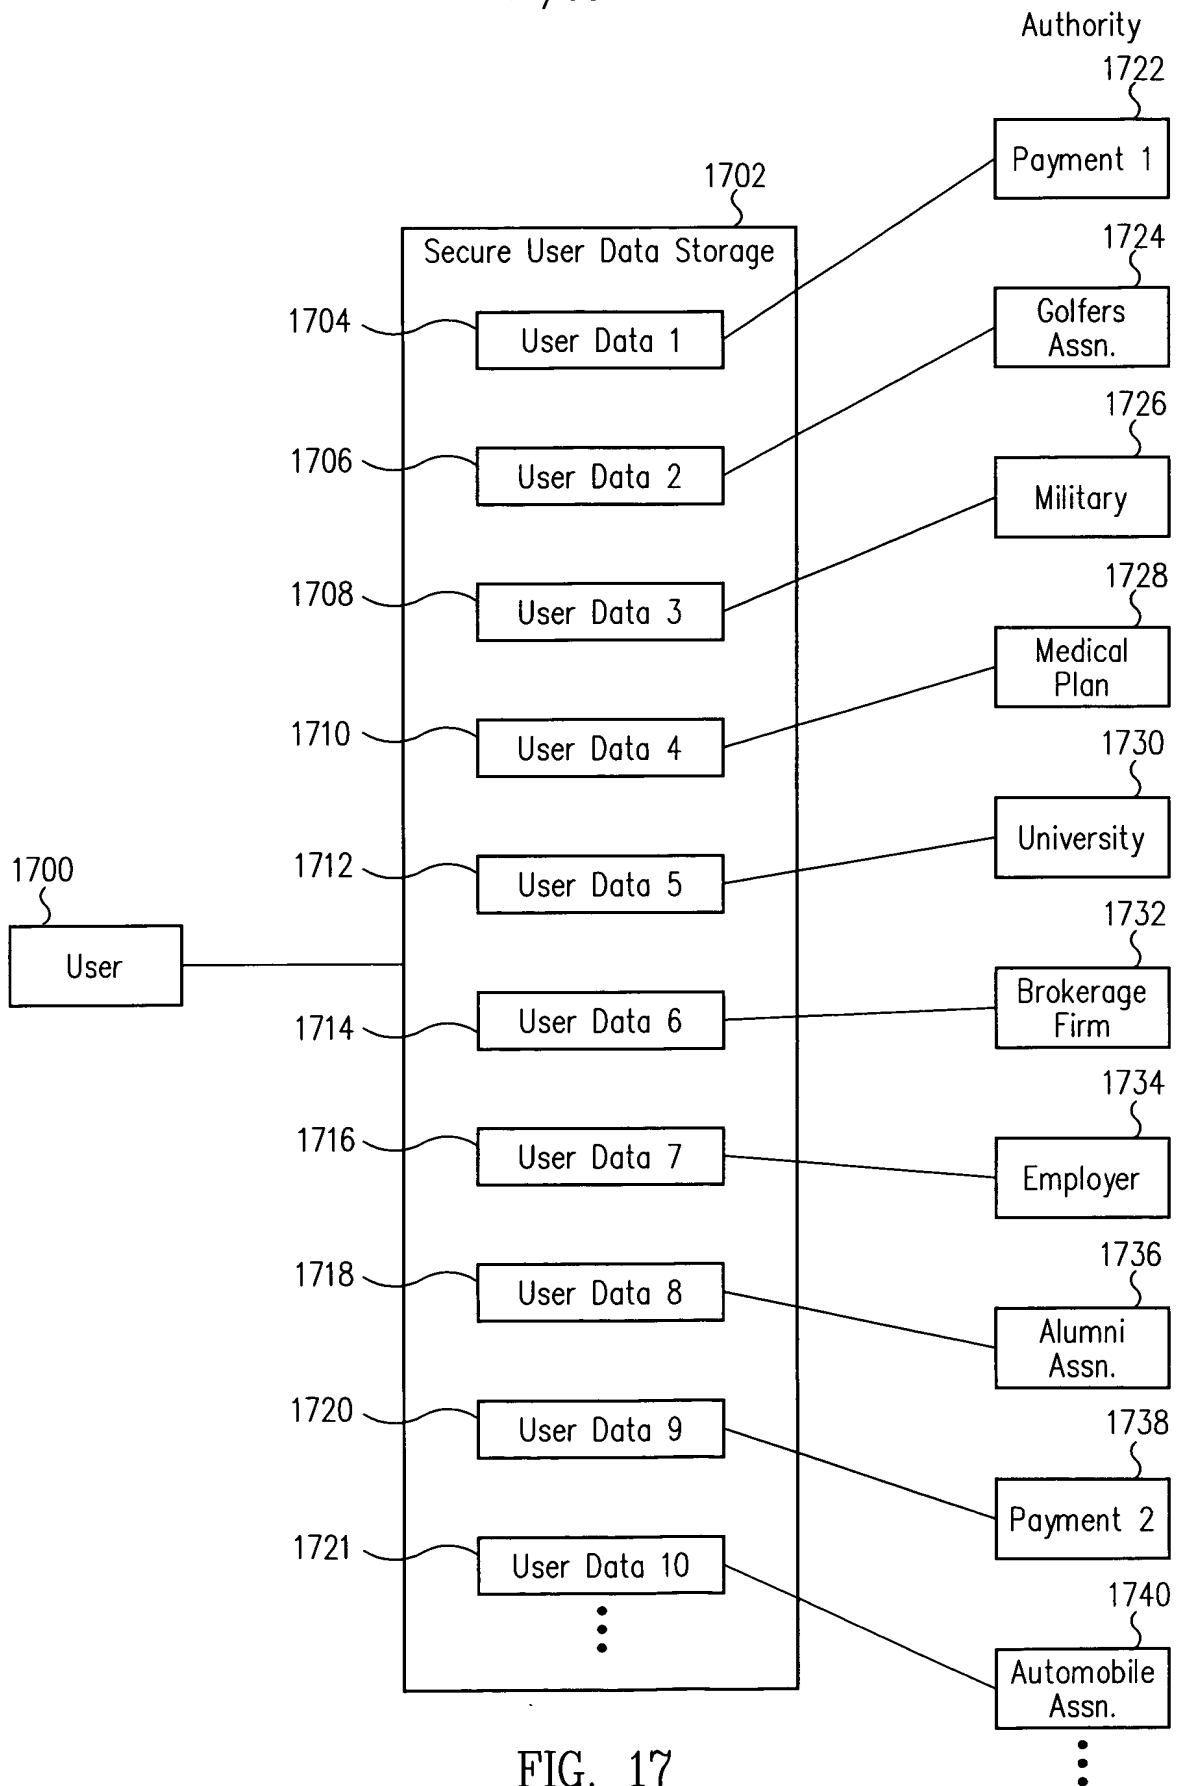 Authority
1722
Payment 1
1702
Secure User Data Storage
1724
Golfers
Assn.
1704
User Data 1
1726
Military
1706
User Data 2
1728
Medical
Plan
1708
User Data 3
1730
University
1710
User Data 4
1700
User
1712
User Data 5
1732
Brokerage
Firm
1714
User Data 6
1734
Employer
1716
User Data 7
1736
Alumni
Assn.
1718
User Data 8
1738
Payment 2
1720
User Data 9
1740
Automobile
Assn.
1721
User Data 10
FIG. 17